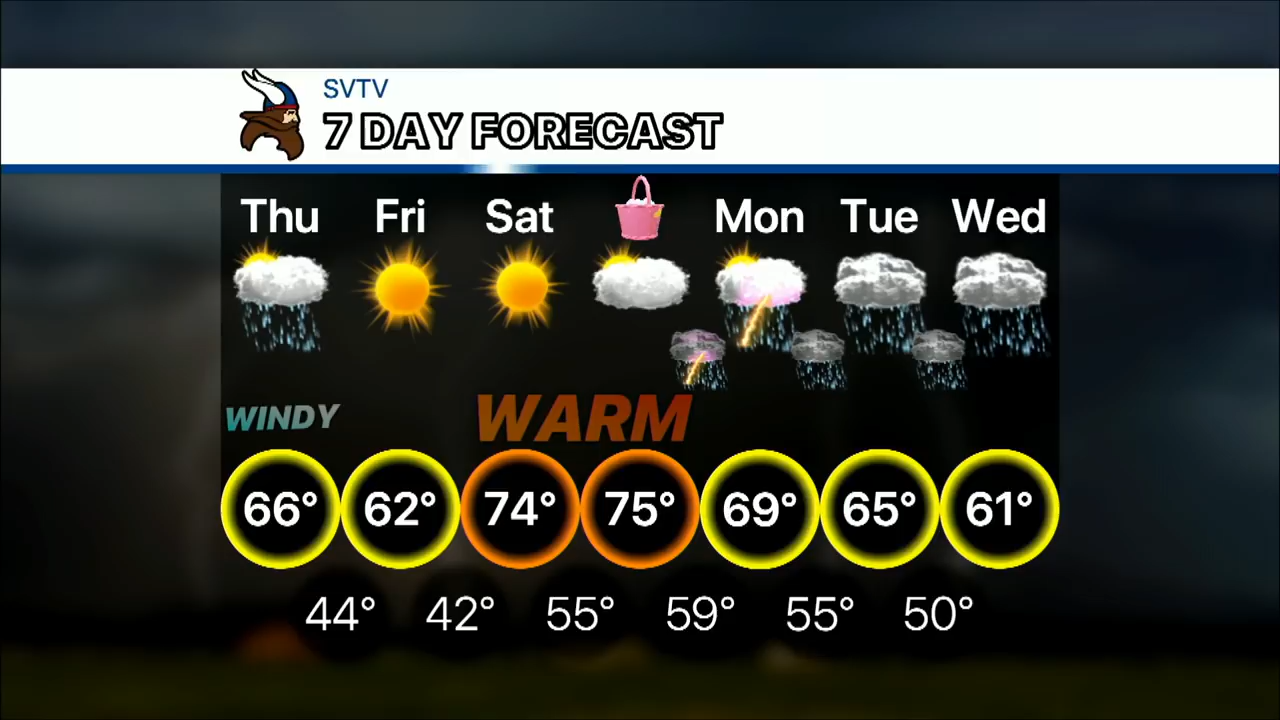 SVTV
7 DAY FORECAST
Thu Fri Sat Mon Tue Wed
WINDY WARM
66° 62° 74° 75° 69° 65° 61°
44° 42° 55° 59° 55° 50°